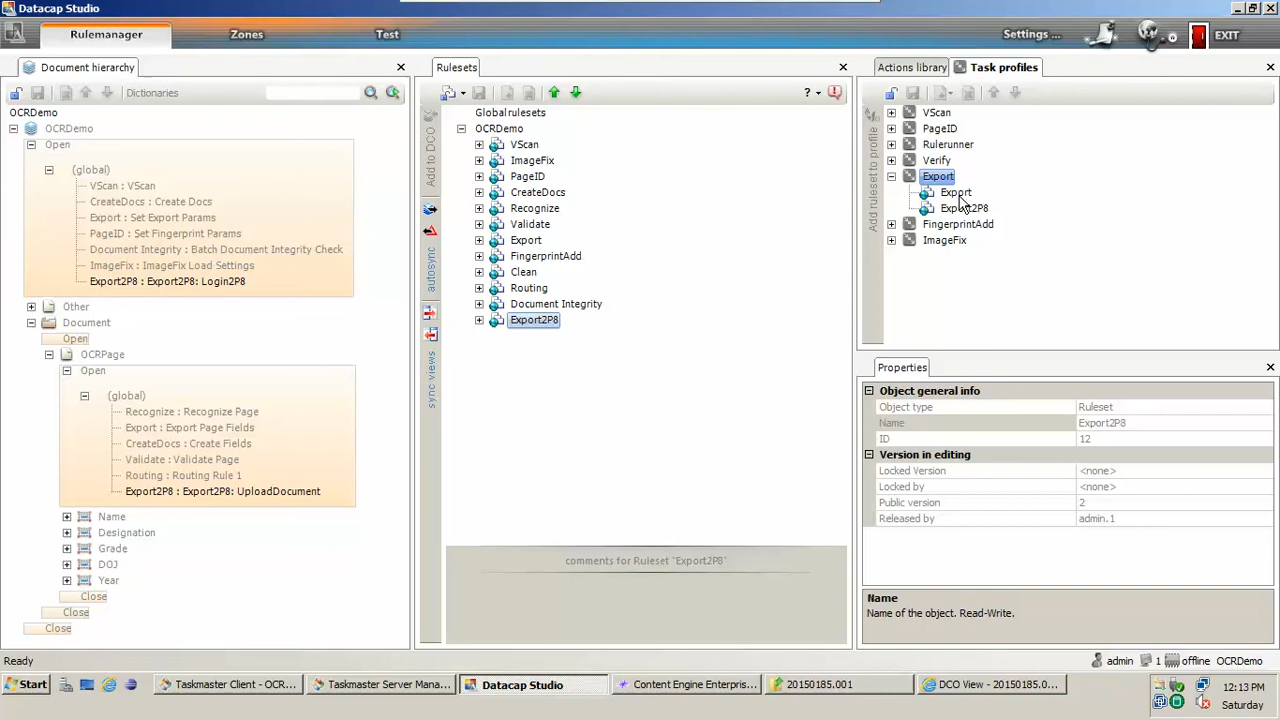 Datacap Studio
Rulemanager
Zones
Test
Settings ...
EXIT
Document hierarchy
Dictionaries
OCRDemo
OCRDemo
Open
(global)
VScan : VScan
CreateDocs : Create Docs
Export : Set Export Params
PageID : Set Fingerprint Params
Document Integrity : Batch Document Integrity Check
ImageFix : ImageFix Load Settings
Export2P8 : Export2P8: Login2P8
Other
Document
Open
OCRPage
Open
(global)
Recognize : Recognize Page
Export : Export Page Fields
CreateDocs : Create Fields
Validate : Validate Page
Routing : Routing Rule 1
Export2P8 : Export2P8: UploadDocument
Name
Designation
Grade
DOJ
Year
Close
Close
Close
Rulesets
Add to DCO
autosync
sync views
Global rulesets
OCRDemo
VScan
ImageFix
PageID
CreateDocs
Recognize
Validate
Export
FingerprintAdd
Clean
Routing
Document Integrity
Export2P8
comments for Ruleset "Export2P8"
Actions library
Task profiles
Add ruleset to profile
VScan
PageID
Rulerunner
Verify
Export
Export
Export2P8
FingerprintAdd
ImageFix
Properties
Object general info
Object type Ruleset
Name Export2P8
ID 12
Version in editing
Locked Version <none>
Locked by <none>
Public version 2
Released by admin.1
Name
Name of the object. Read-Write.
Ready
admin
1
offline
OCRDemo
Start
Taskmaster Client - OCR...
Taskmaster Server Mana...
Datacap Studio
Content Engine Enterpris...
20150185.001
DCO View - 20150185.0...
12:13 PM
Saturday